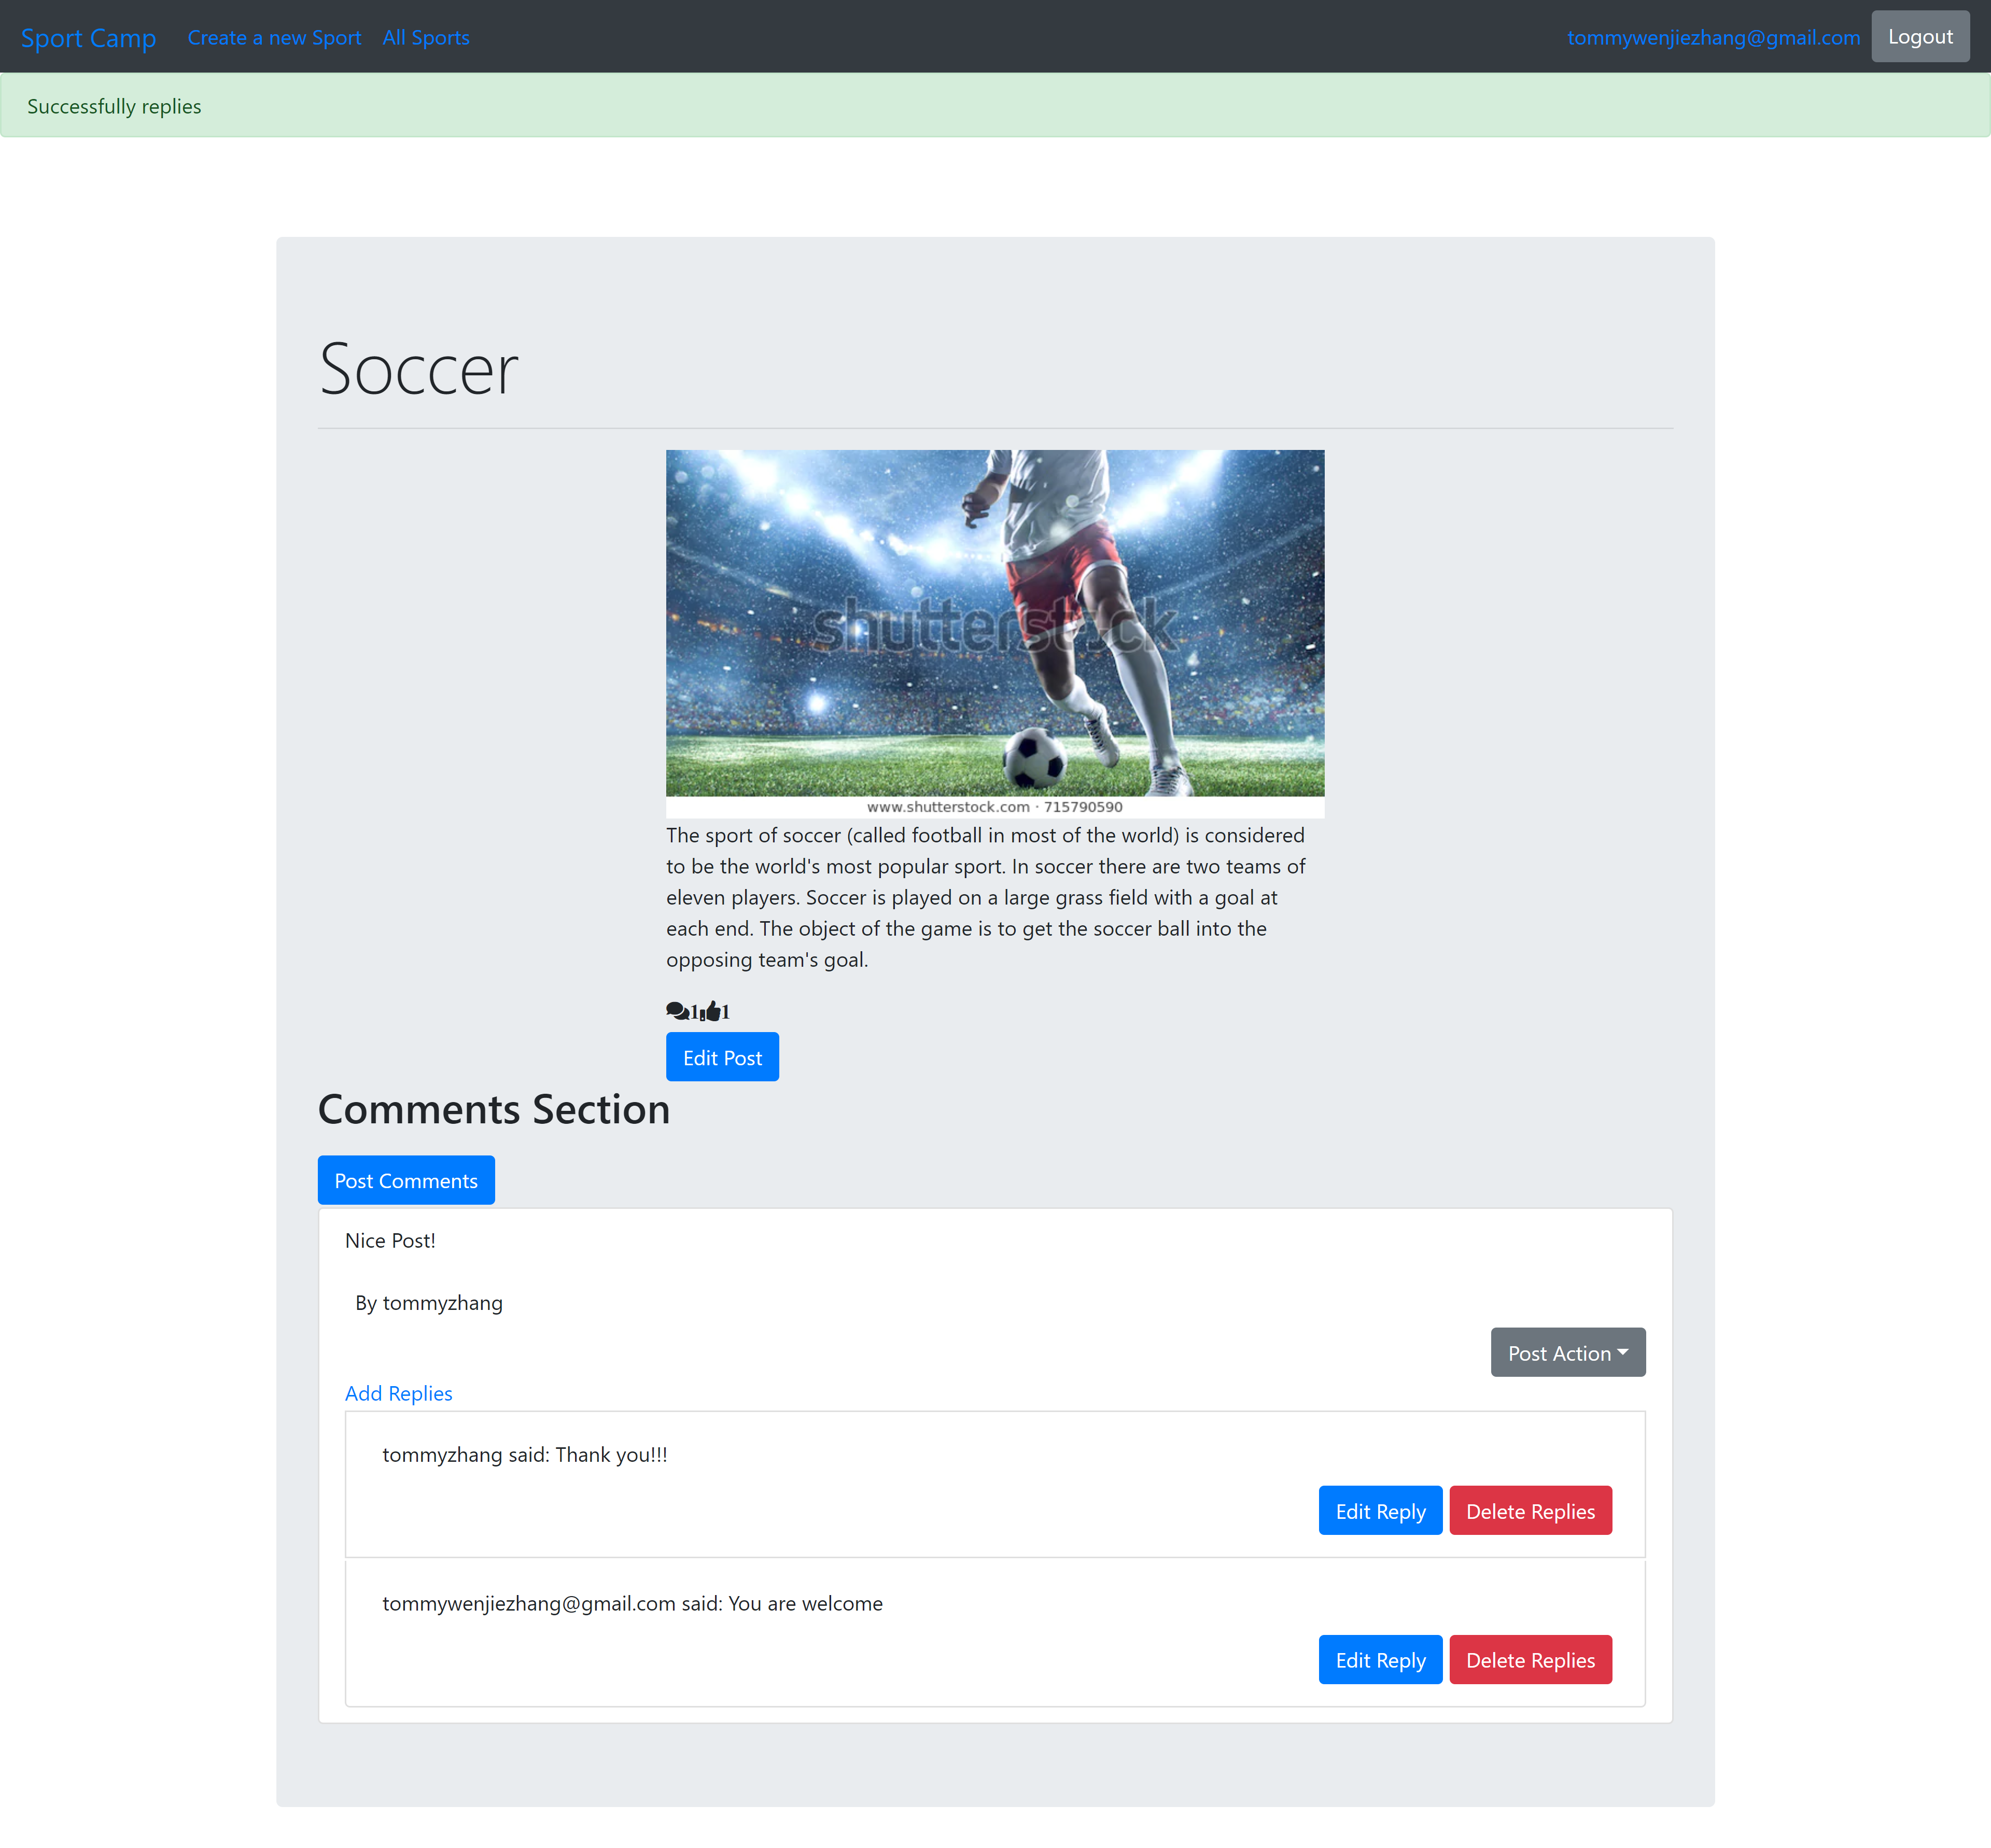 Sport Camp Create a new Sport All Sports tommywenjiezhang@gmail.com Logout
Successfully replies
Soccer
shutterstock
www.shutterstock.com · 715790590
The sport of soccer (called football in most of the world) is considered
to be the world's most popular sport. In soccer there are two teams of
eleven players. Soccer is played on a large grass field with a goal at
each end. The object of the game is to get the soccer ball into the
opposing team's goal.
1 1
Edit Post
Comments Section
Post Comments
Nice Post!
By tommyzhang
Post Action
Add Replies
tommyzhang said: Thank you!!!
Edit Reply Delete Replies
tommywenjiezhang@gmail.com said: You are welcome
Edit Reply Delete Replies